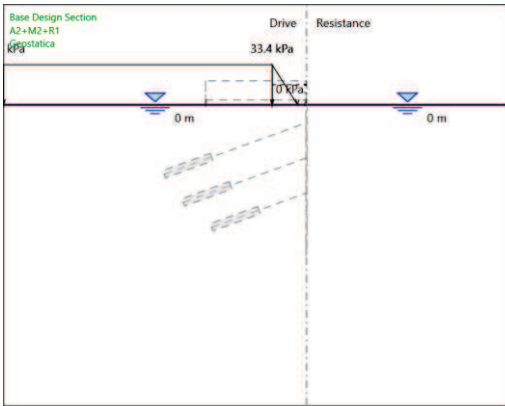 Base Design Section
A2+M2+R1
Geostatica
Drive
Resistance
kPa
33.4 kPa
0 kPa
0 m
0 m